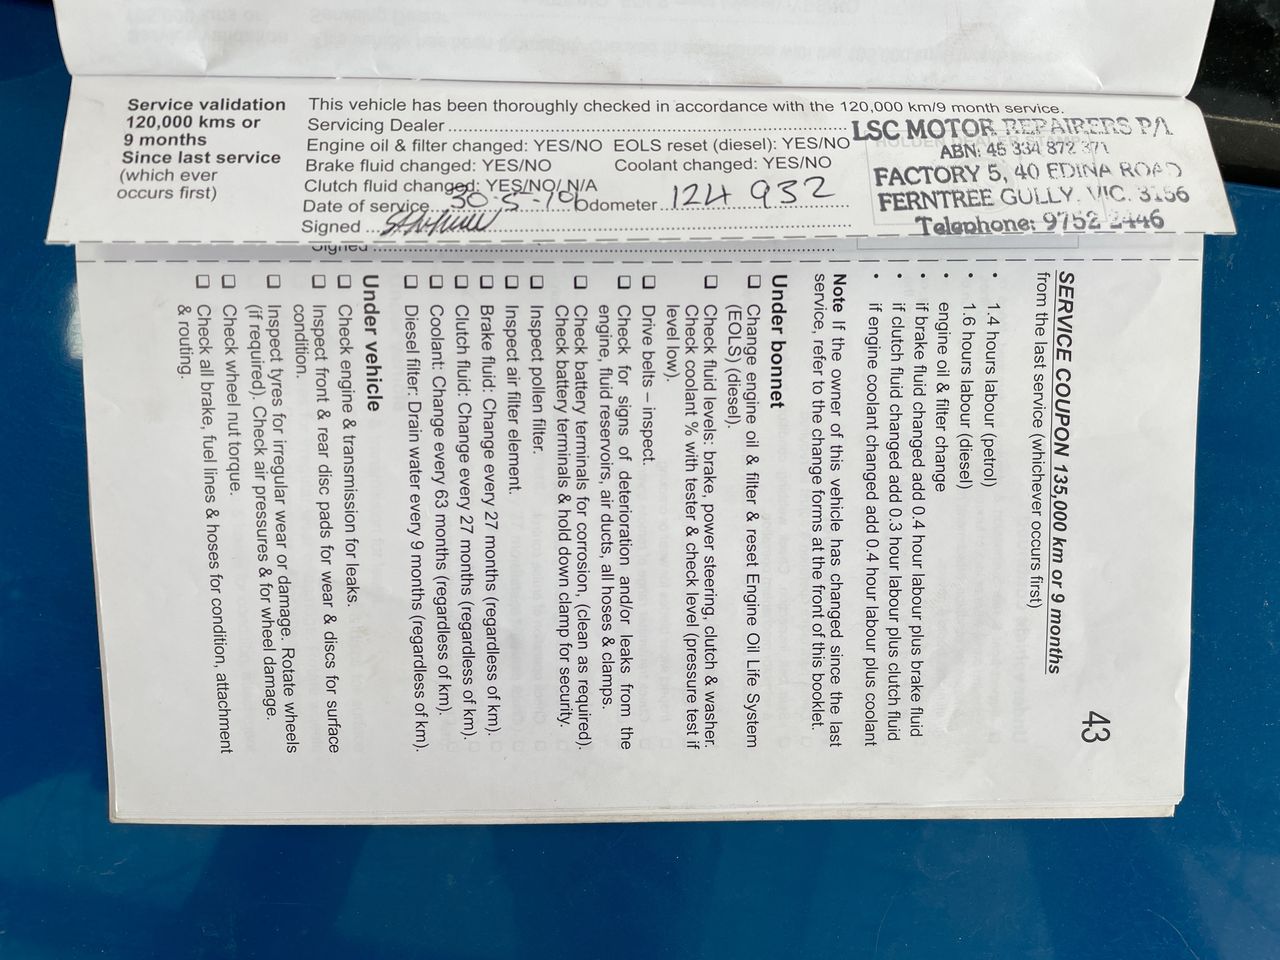 Service validation
120,000 kms or
9 months
Since last service
(which ever
occurs first)
This vehicle has been thoroughly checked in accordance with the 120,000 km/9 month service.
Servicing Dealer
Engine oil & filter changed: YES/NO EOLS reset (diesel): YES/NO
Brake fluid changed: YES/NO Coolant changed: YES/NO
Clutch fluid changed: YES/NO/ N/A
Date of service 30-5-16 Odometer 124 932
Signed
LSC MOTOR REPAIRERS P/L
ABN: 45 334 872 371
FACTORY 5, 40 EDINA ROAD
FERNTREE GULLY. VIC. 3156
Telephone: 9752 2446
Signed
43
SERVICE COUPON 135,000 km or 9 months
from the last service (whichever occurs first)
• 1.4 hours labour (petrol)
• 1.6 hours labour (diesel)
• engine oil & filter change
• if brake fluid changed add 0.4 hour labour plus brake fluid
• if clutch fluid changed add 0.3 hour labour plus clutch fluid
• if engine coolant changed add 0.4 hour labour plus coolant
Note If the owner of this vehicle has changed since the last
service, refer to the change forms at the front of this booklet.
Under bonnet
❏ Change engine oil & filter & reset Engine Oil Life System
(EOLS) (diesel).
❏ Check fluid levels: brake, power steering, clutch & washer.
Check coolant % with tester & check level (pressure test if
level low).
❏ Drive belts – inspect.
❏ Check for signs of deterioration and/or leaks from the
engine, fluid reservoirs, air ducts, all hoses & clamps.
❏ Check battery terminals for corrosion, (clean as required).
Check battery terminals & hold down clamp for security.
❏ Inspect pollen filter.
❏ Inspect air filter element.
❏ Brake fluid: Change every 27 months (regardless of km).
❏ Clutch fluid: Change every 27 months (regardless of km).
❏ Coolant: Change every 63 months (regardless of km).
❏ Diesel filter: Drain water every 9 months (regardless of km).
Under vehicle
❏ Check engine & transmission for leaks.
❏ Inspect front & rear disc pads for wear & discs for surface
condition.
❏ Inspect tyres for irregular wear or damage. Rotate wheels
(if required). Check air pressures & for wheel damage.
❏ Check wheel nut torque.
❏ Check all brake, fuel lines & hoses for condition, attachment
& routing.